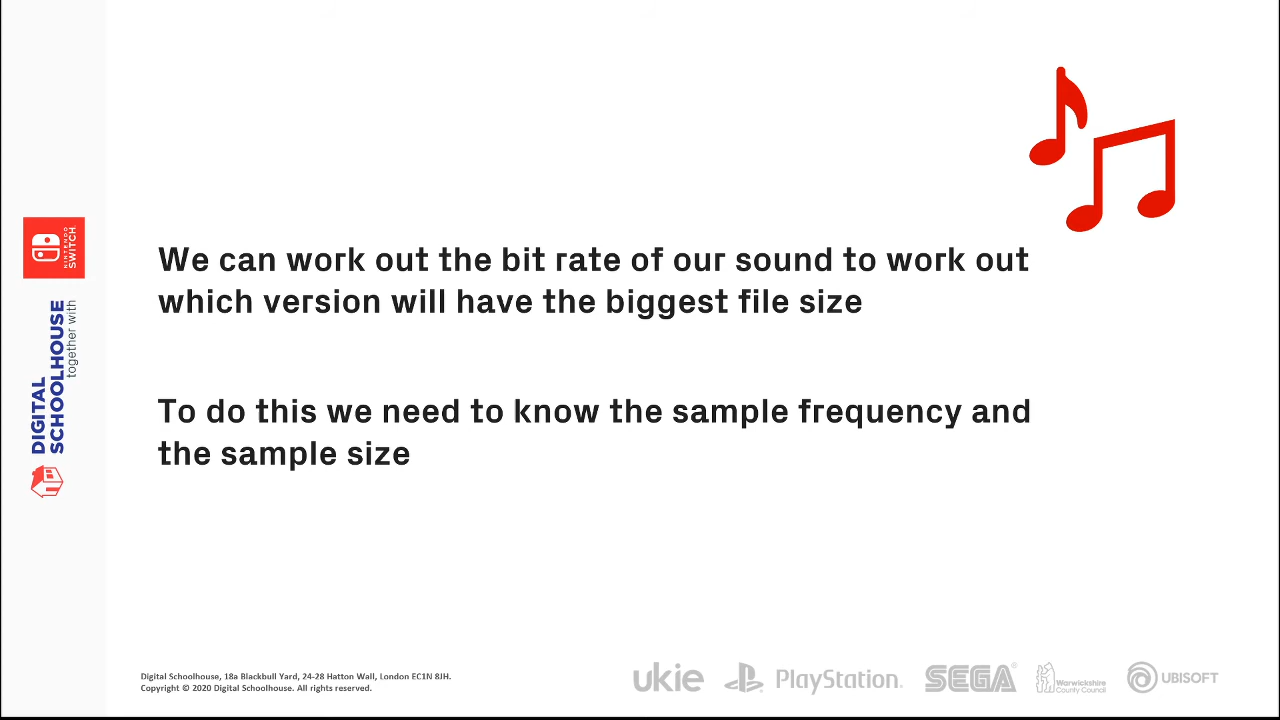 We can work out the bit rate of our sound to work out
which version will have the biggest file size
To do this we need to know the sample frequency and
the sample size
NINTENDO
SWITCH
DIGITAL
SCHOOLHOUSE
together with
Digital Schoolhouse, 18a Blackbull Yard, 24-28 Hatton Wall, London EC1N 8JH.
Copyright © 2020 Digital Schoolhouse. All rights reserved.
ukie
PlayStation.
SEGA®
Warwickshire
County Council
UBISOFT